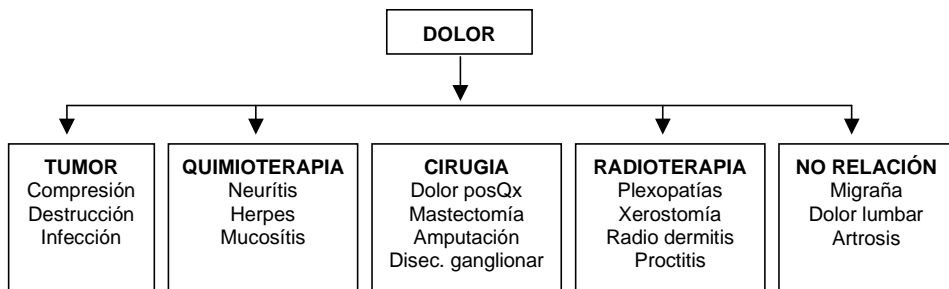 DOLOR
TUMOR
Compresión
Destrucción
Infección
QUIMIOTERAPIA
Neurítis
Herpes
Mucosítis
CIRUGIA
Dolor posQx
Mastectomía
Amputación
Disec. ganglionar
RADIOTERAPIA
Plexopatías
Xerostomía
Radio dermitis
Proctitis
NO RELACIÓN
Migraña
Dolor lumbar
Artrosis